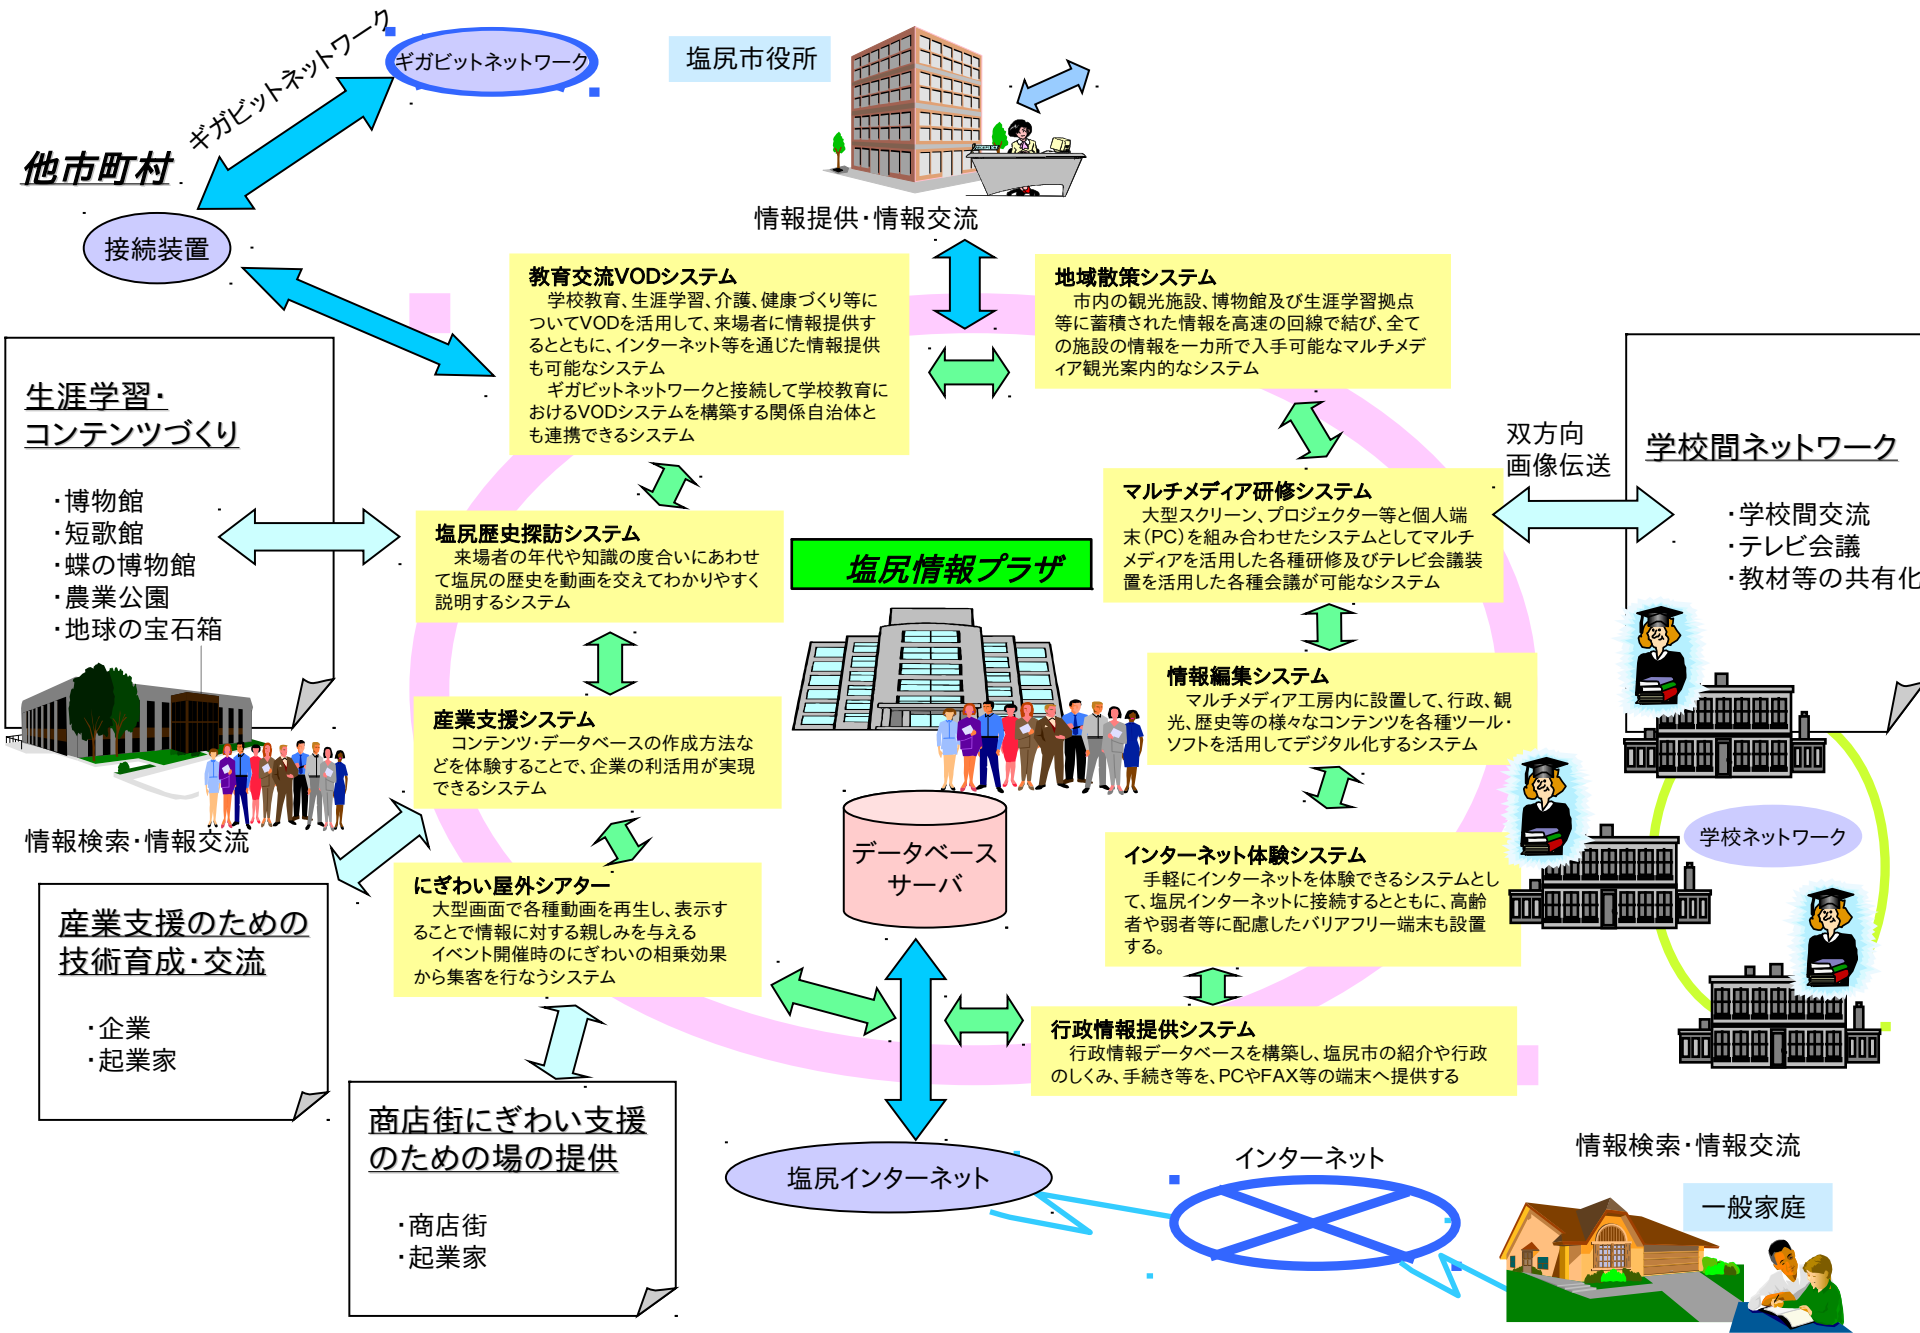 ギガビットネットワーク
ギガビットネットワーク
塩尻市役所
他市町村
接続装置
情報提供・情報交流
教育交流VODシステム
学校教育、生涯学習、介護、健康づくり等に
ついてVODを活用して、来場者に情報提供す
るとともに、インターネット等を通じた情報提供
も可能なシステム
ギガビットネットワークと接続して学校教育に
おけるVODシステムを構築する関係自治体と
も連携できるシステム
地域散策システム
市内の観光施設、博物館及び生涯学習拠点
等に蓄積された情報を高速の回線で結び、全て
の施設の情報を一カ所で入手可能なマルチメデ
ィア観光案内的なシステム
生涯学習・
コンテンツづくり
・博物館
・短歌館
・蝶の博物館
・農業公園
・地球の宝石箱
双方向
画像伝送
学校間ネットワーク
・学校間交流
・テレビ会議
・教材等の共有化
マルチメディア研修システム
大型スクリーン、プロジェクター等と個人端
末(PC)を組み合わせたシステムとしてマルチ
メディアを活用した各種研修及びテレビ会議装
置を活用した各種会議が可能なシステム
塩尻歴史探訪システム
来場者の年代や知識の度合いにあわせ
て塩尻の歴史を動画を交えてわかりやすく
説明するシステム
塩尻情報プラザ
情報編集システム
マルチメディア工房内に設置して、行政、観
光、歴史等の様々なコンテンツを各種ツール・
ソフトを活用してデジタル化するシステム
産業支援システム
コンテンツ・データベースの作成方法な
どを体験することで、企業の利活用が実現
できるシステム
情報検索・情報交流
データベース
サーバ
学校ネットワーク
インターネット体験システム
手軽にインターネットを体験できるシステムとし
て、塩尻インターネットに接続するとともに、高齢
者や弱者等に配慮したバリアフリー端末も設置
する。
にぎわい屋外シアター
大型画面で各種動画を再生し、表示す
ることで情報に対する親しみを与える
イベント開催時のにぎわいの相乗効果
から集客を行なうシステム
産業支援のための
技術育成・交流
・企業
・起業家
行政情報提供システム
行政情報データベースを構築し、塩尻市の紹介や行政
のしくみ、手続き等を、PCやFAX等の端末へ提供する
商店街にぎわい支援
のための場の提供
・商店街
・起業家
塩尻インターネット
インターネット
情報検索・情報交流
一般家庭